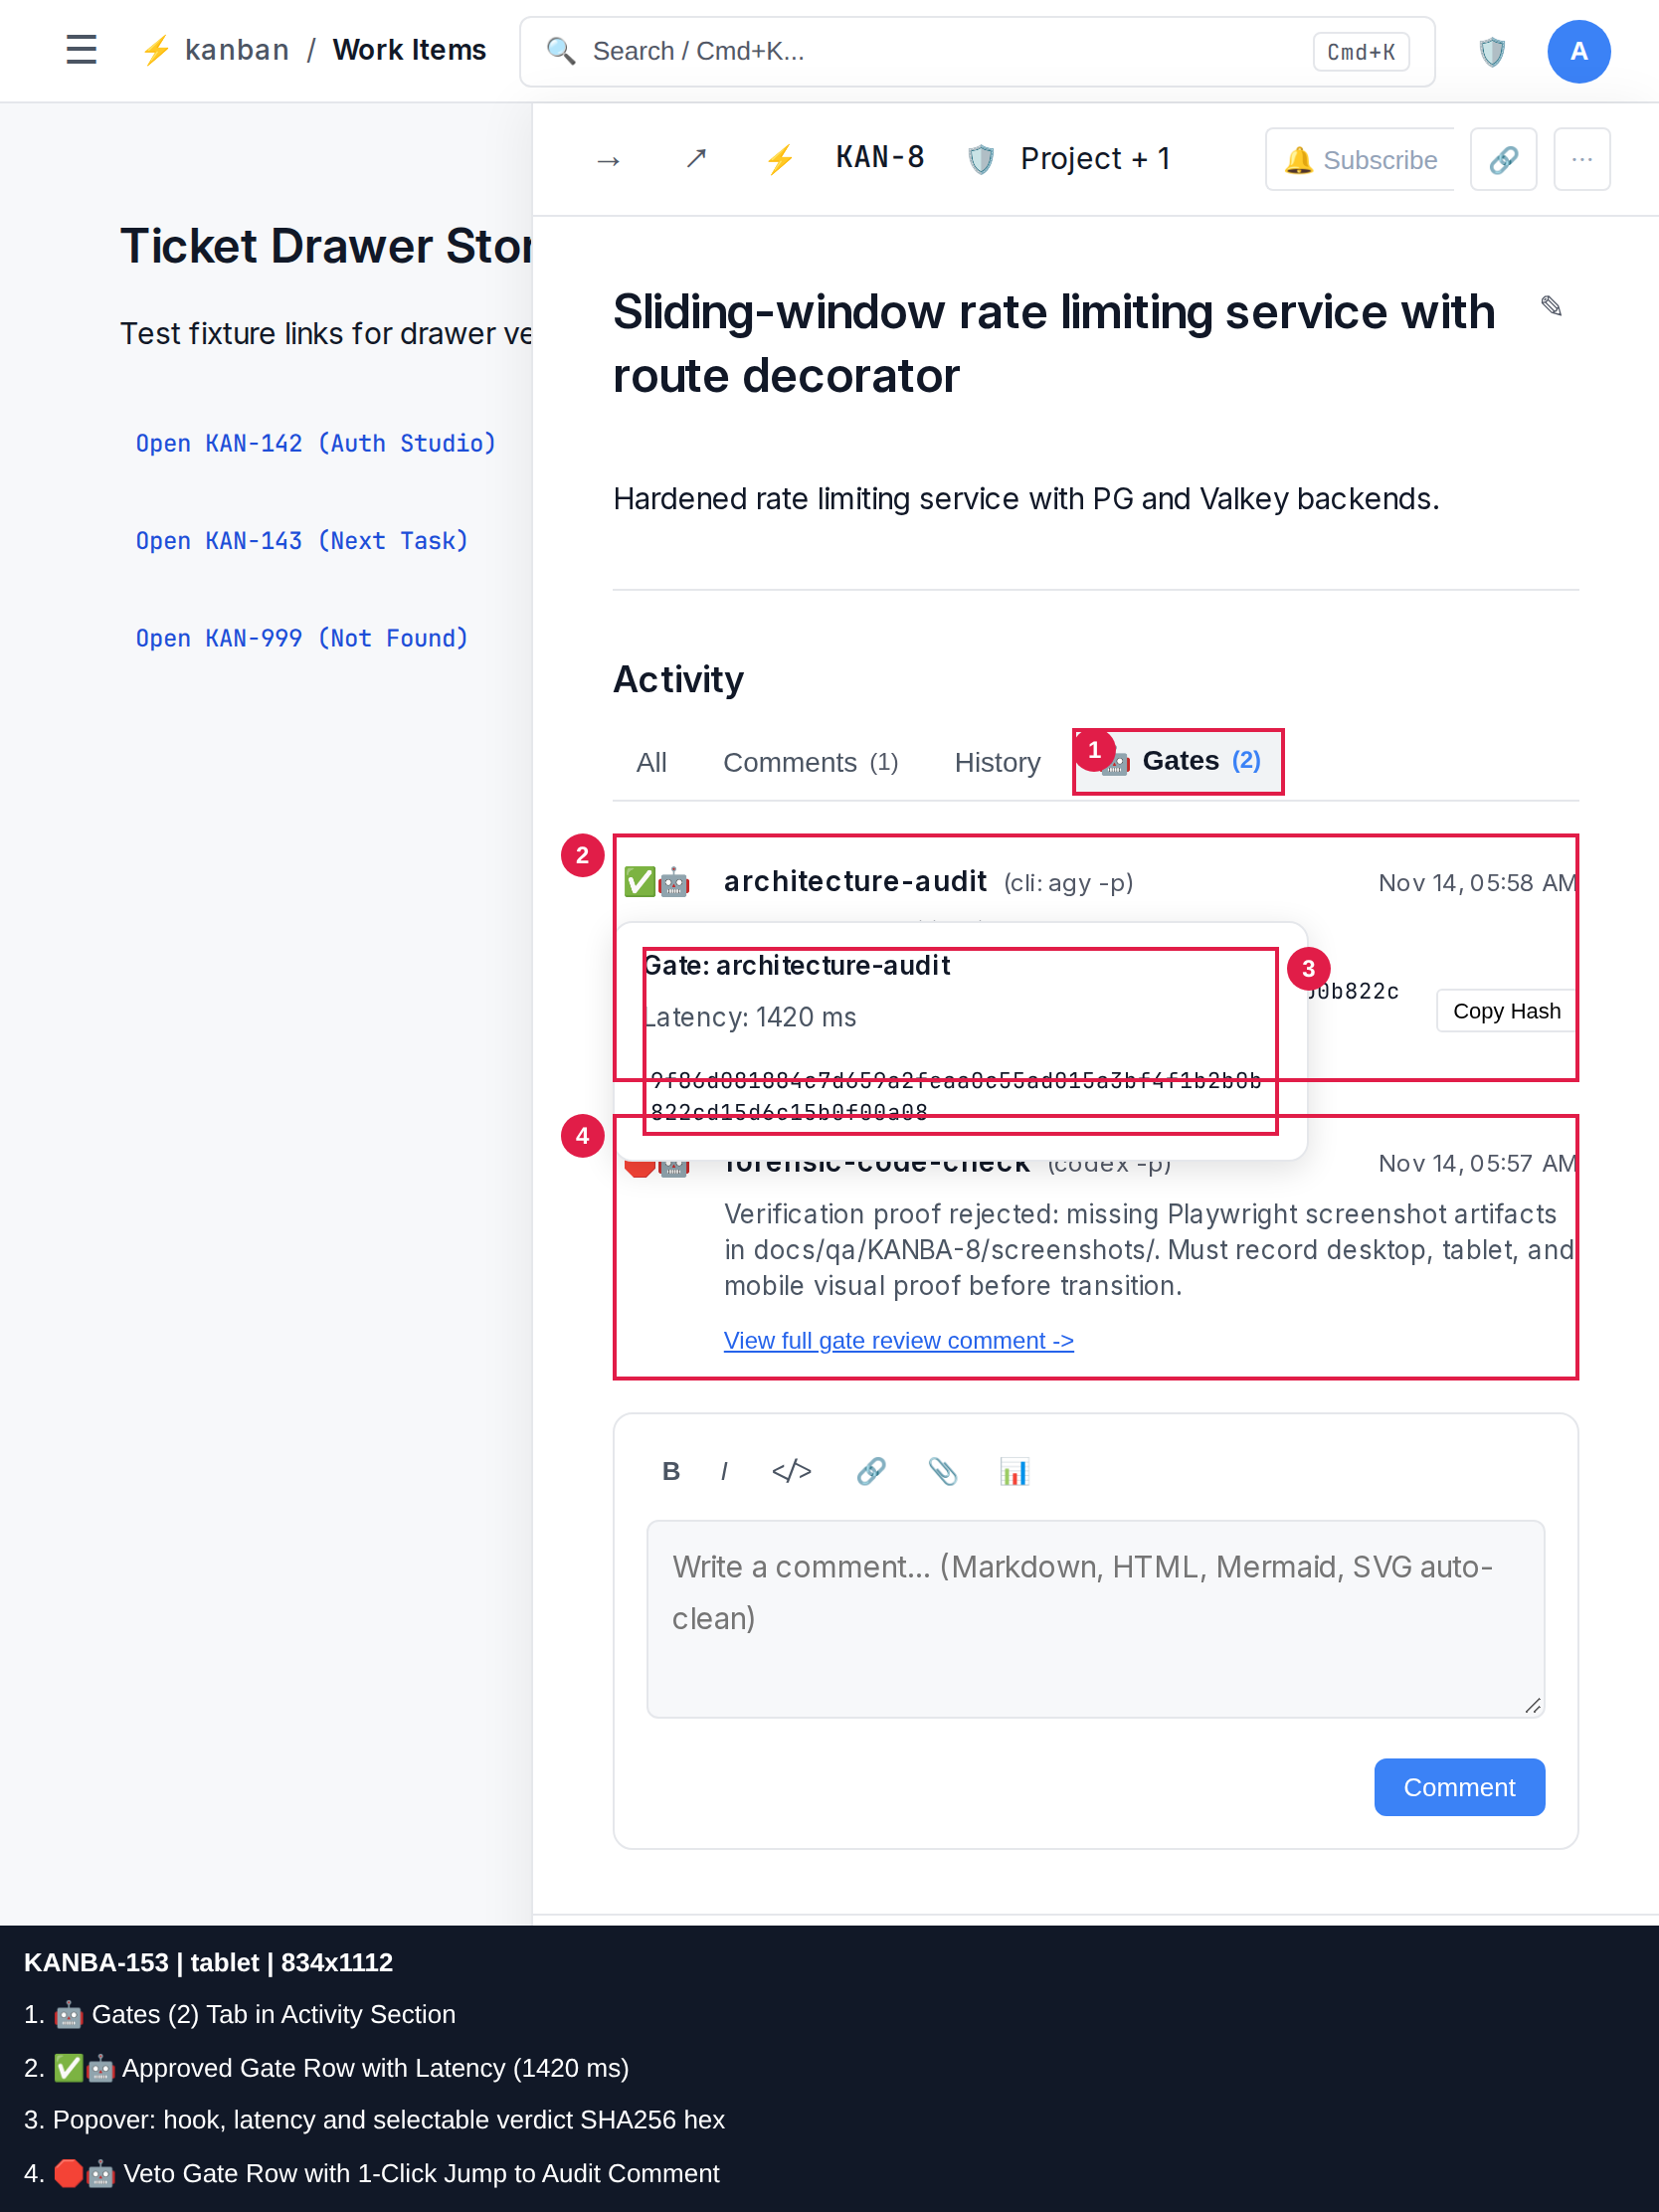 kanban / Work Items
Search / Cmd+K...
Cmd+K
A
KAN-8
Project + 1
Subscribe
Ticket Drawer Stor
Test fixture links for drawer ve
Open KAN-142 (Auth Studio)
Open KAN-143 (Next Task)
Open KAN-999 (Not Found)
Sliding-window rate limiting service with
route decorator
Hardened rate limiting service with PG and Valkey backends.
Activity
All
Comments (1)
History
1
Gates (2)
2
architecture-audit (cli: agy -p)
Nov 14, 05:58 AM
Gate: architecture-audit
3
Latency: 1420 ms
0b822c
Copy Hash
9f86d081884c7d659a2feaa0c55ad015a3bf4f1b2b0b
822cd15d6c15b0f00a08
4
forensic-code-check (codex -p)
Nov 14, 05:57 AM
Verification proof rejected: missing Playwright screenshot artifacts
in docs/qa/KANBA-8/screenshots/. Must record desktop, tablet, and
mobile visual proof before transition.
View full gate review comment ->
B I </>
Write a comment... (Markdown, HTML, Mermaid, SVG auto-
clean)
Comment
KANBA-153 | tablet | 834x1112
1. 🤖 Gates (2) Tab in Activity Section
2. ✅🤖 Approved Gate Row with Latency (1420 ms)
3. Popover: hook, latency and selectable verdict SHA256 hex
4. 🛑🤖 Veto Gate Row with 1-Click Jump to Audit Comment